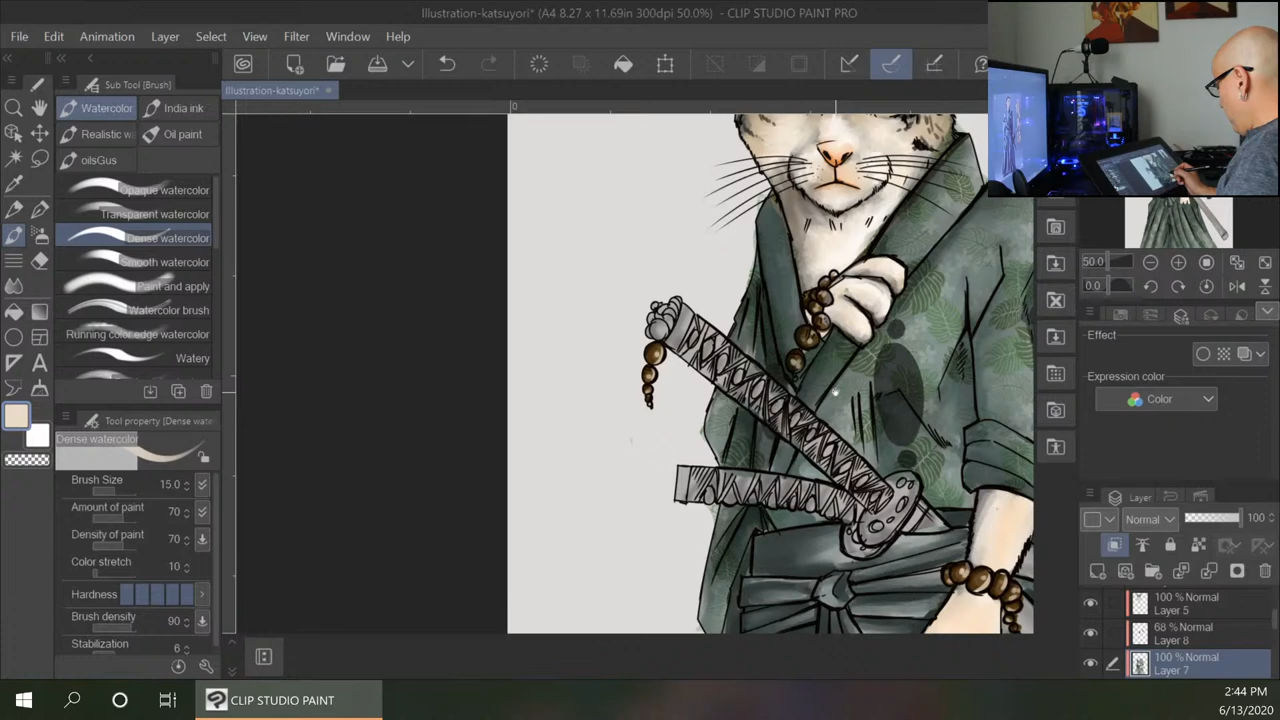 Illustration-katsuyori* (A4 8.27 x 11.69in 300dpi 50.0%) - CLIP STUDIO PAINT PRO
File Edit Animation Layer Select View Filter Window Help
Sub Tool [Brush]
Illustration-katsuyori*
Watercolor India ink
Realistic w Oil paint
oilsGus
Opaque watercolor
Transparent watercolor
Dense watercolor
Smooth watercolor
Paint and apply
Watercolor brush
Running color edge watercolor
Watery
Tool property [Dense wate
Dense watercolor
Brush Size 15.0
Amount of paint 70
Density of paint 70
Color stretch 10
Hardness
Brush density 90
Stabilization 6
0
50.0
0.0
Effect
Expression color
Color
Layer
Normal 100
100 % Normal
Layer 5
68 % Normal
Layer 8
100 % Normal
Layer 7
CLIP STUDIO PAINT
2:44 PM
6/13/2020